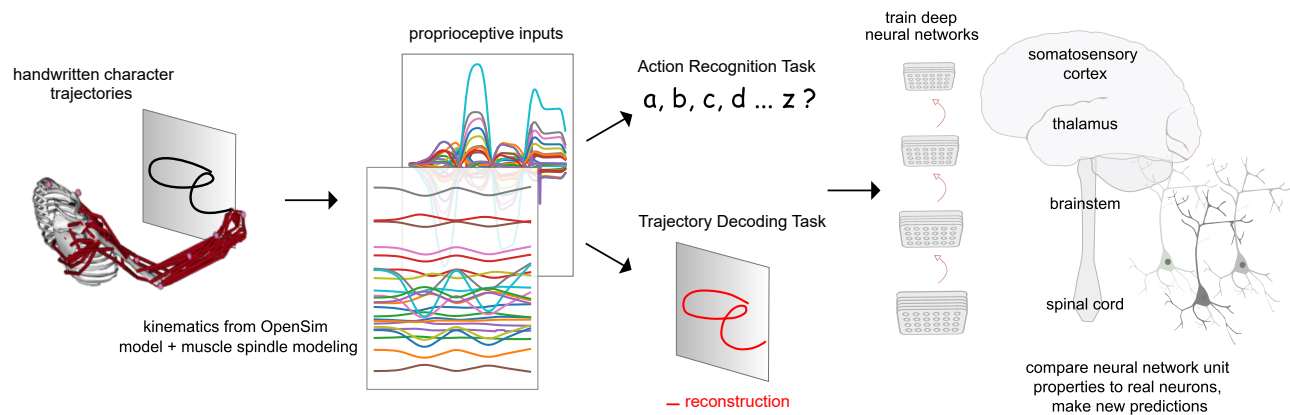 handwritten character
trajectories
kinematics from OpenSim
model + muscle spindle modeling
proprioceptive inputs
Action Recognition Task
a, b, c, d ... z ?
Trajectory Decoding Task
reconstruction
train deep
neural networks
somatosensory
cortex
thalamus
brainstem
spinal cord
compare neural network unit
properties to real neurons,
make new predictions